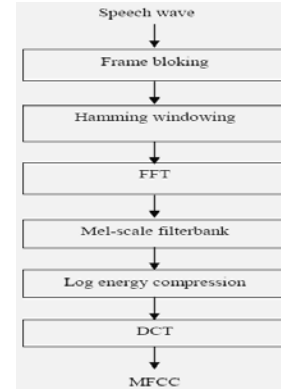 Speech wave
Frame bloking
Hamming windowing
FFT
Mel-scale filterbank
Log energy compression
DCT
MFCC